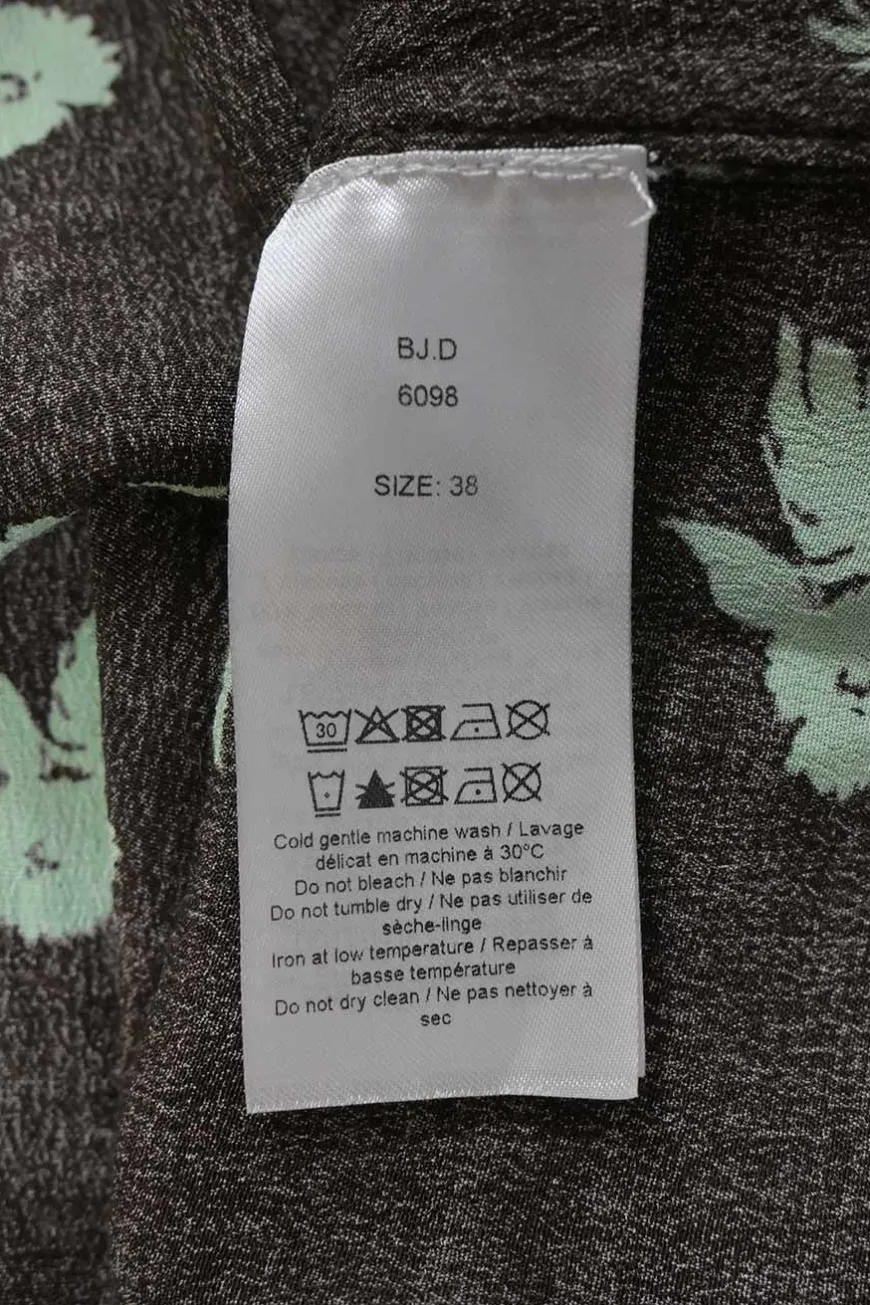 BJ.D
6098
SIZE: 38
30
Cold gentle machine wash / Lavage
délicat en machine à 30°C
Do not bleach / Ne pas blanchir
Do not tumble dry / Ne pas utiliser de
sèche-linge
Iron at low temperature / Repasser à
basse température
Do not dry clean / Ne pas nettoyer à
sec